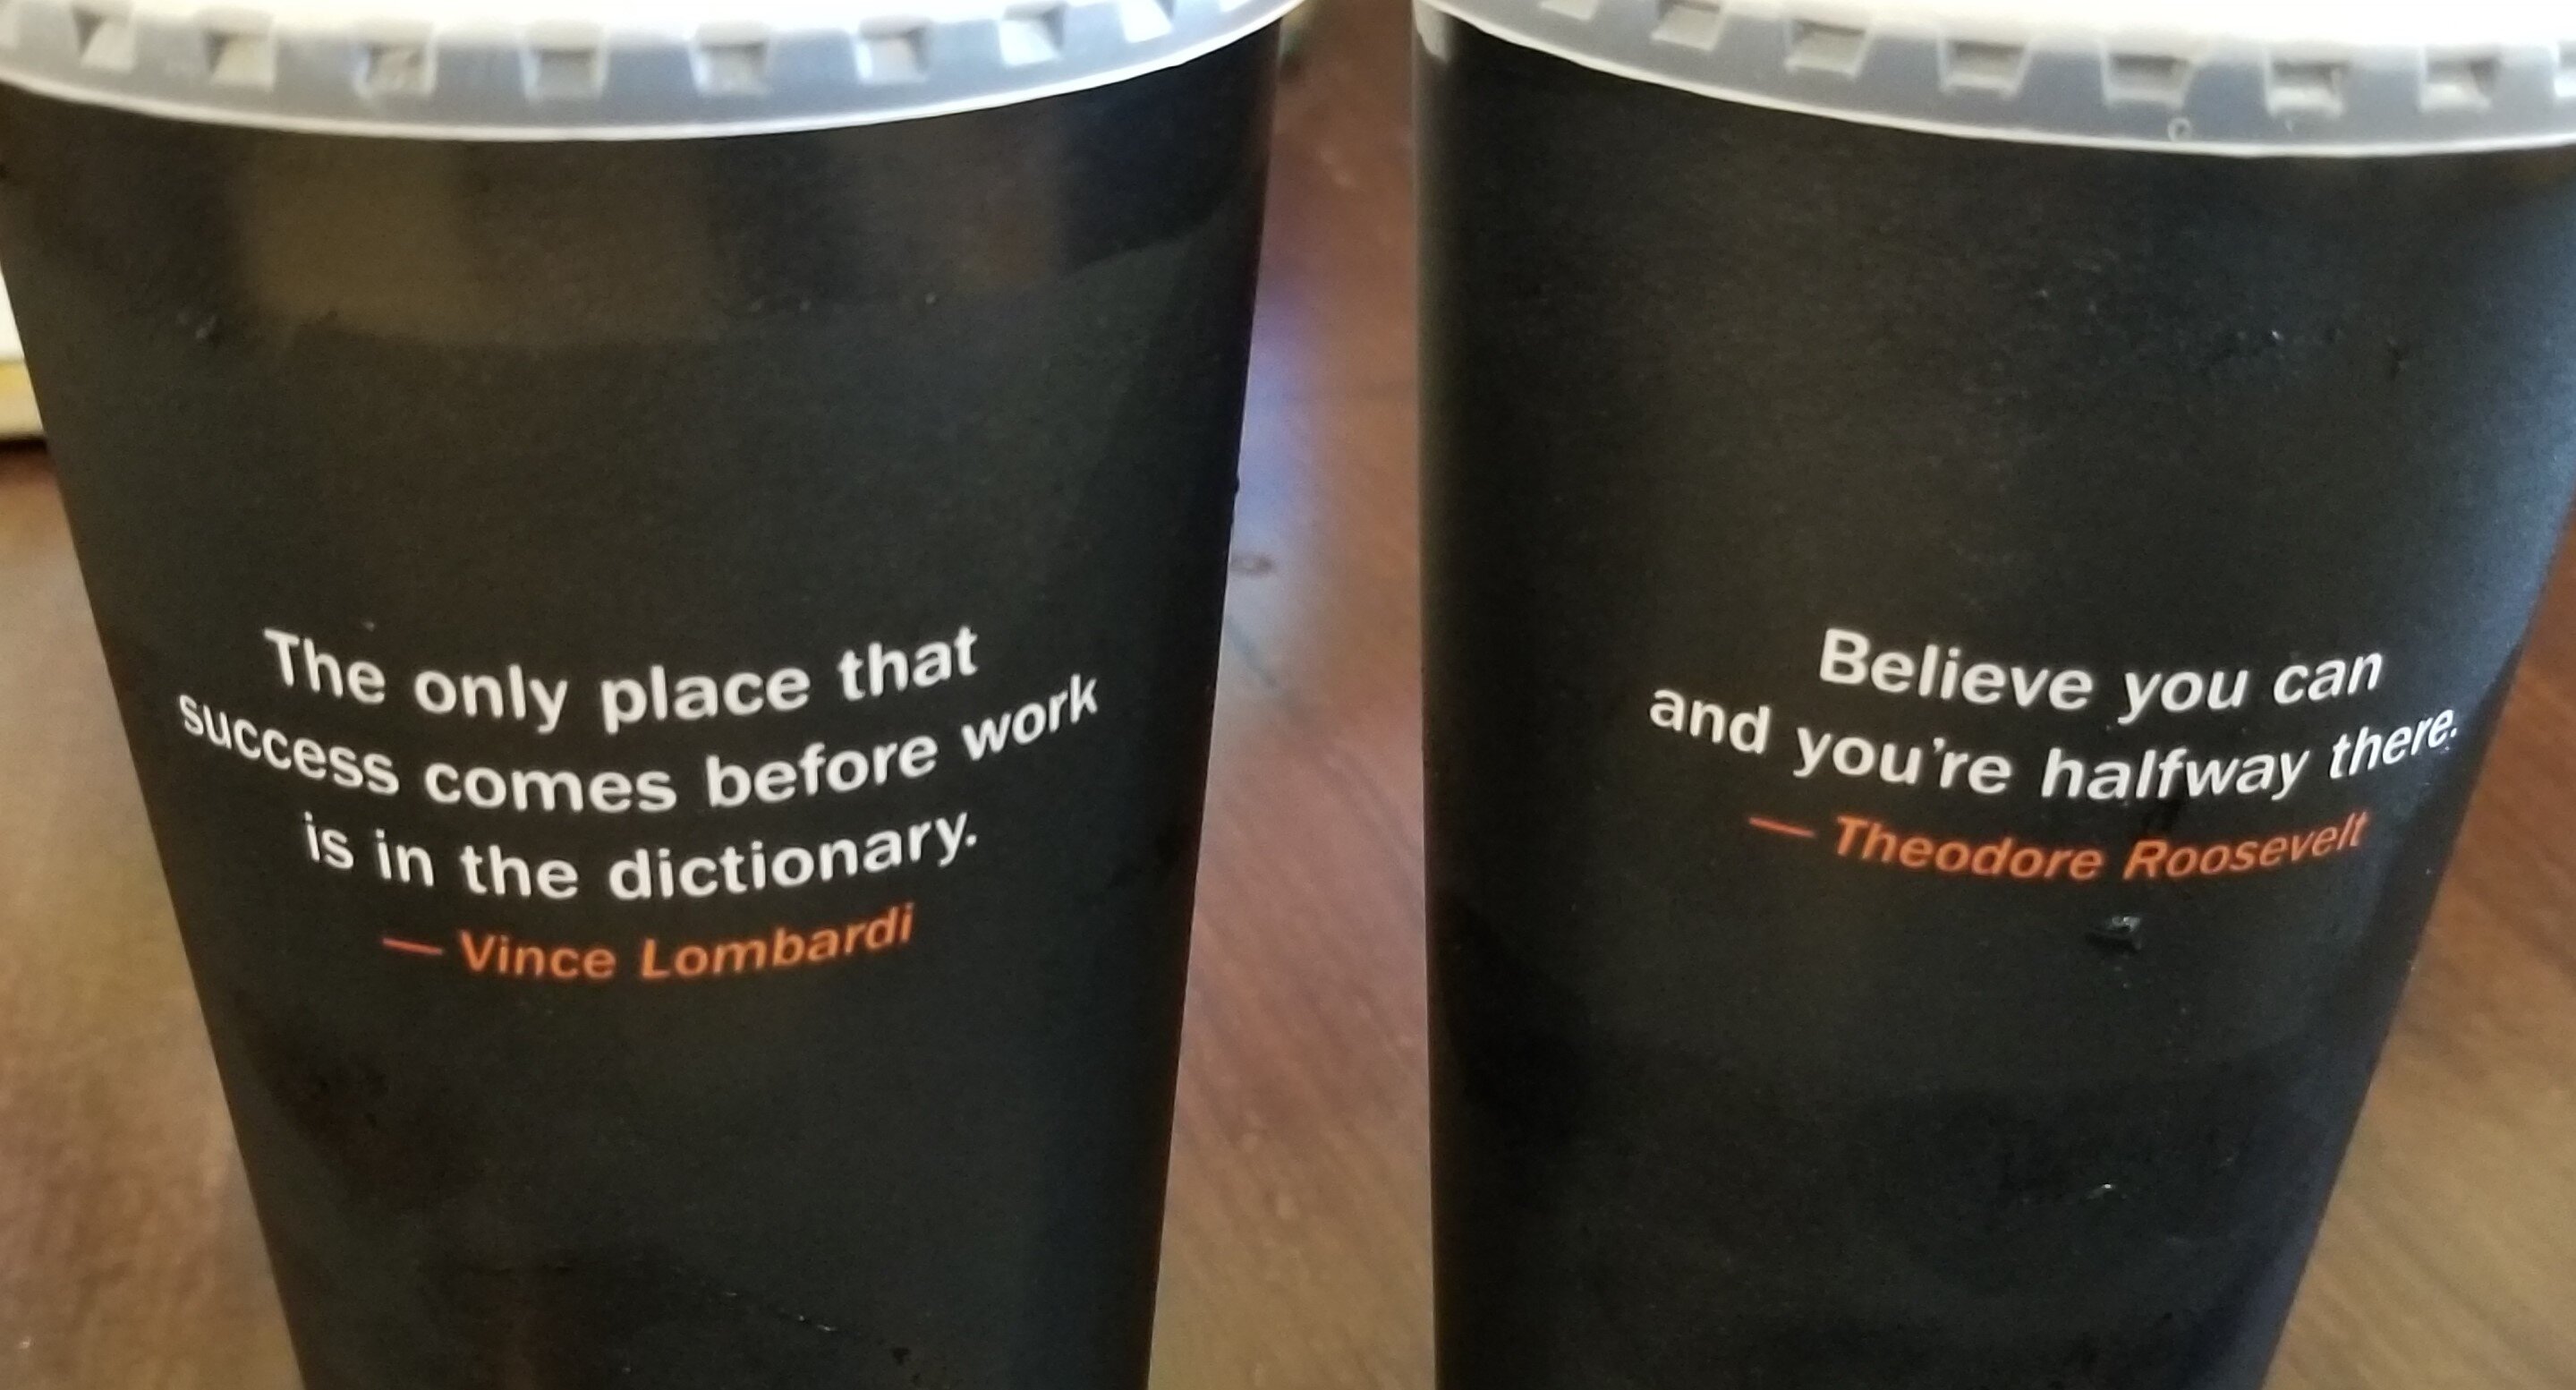 The only place that
success comes before work
is in the dictionary.
— Vince Lombardi
Believe you can
and you're halfway there.
— Theodore Roosevelt